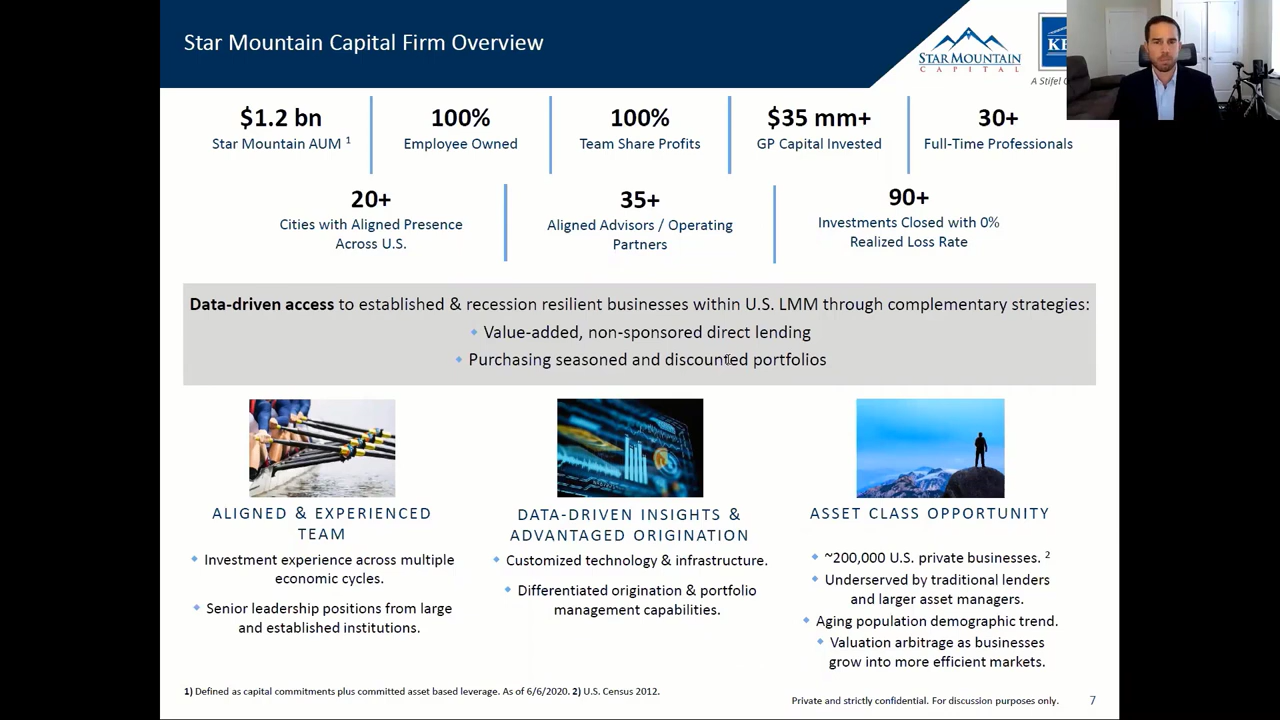 Star Mountain Capital Firm Overview
STAR MOUNTAIN
CAPITAL
$1.2 bn
Star Mountain AUM 1
100%
Employee Owned
100%
Team Share Profits
$35 mm+
GP Capital Invested
30+
Full-Time Professionals
20+
Cities with Aligned Presence
Across U.S.
35+
Aligned Advisors / Operating
Partners
90+
Investments Closed with 0%
Realized Loss Rate
Data-driven access to established & recession resilient businesses within U.S. LMM through complementary strategies:
Value-added, non-sponsored direct lending
Purchasing seasoned and discounted portfolios
ALIGNED & EXPERIENCED
TEAM
Investment experience across multiple
economic cycles.
Senior leadership positions from large
and established institutions.
DATA-DRIVEN INSIGHTS &
ADVANTAGED ORIGINATION
Customized technology & infrastructure.
Differentiated origination & portfolio
management capabilities.
ASSET CLASS OPPORTUNITY
~200,000 U.S. private businesses. 2
Underserved by traditional lenders
and larger asset managers.
Aging population demographic trend.
Valuation arbitrage as businesses
grow into more efficient markets.
1) Defined as capital commitments plus committed asset based leverage. As of 6/6/2020. 2) U.S. Census 2012.
Private and strictly confidential. For discussion purposes only.
7